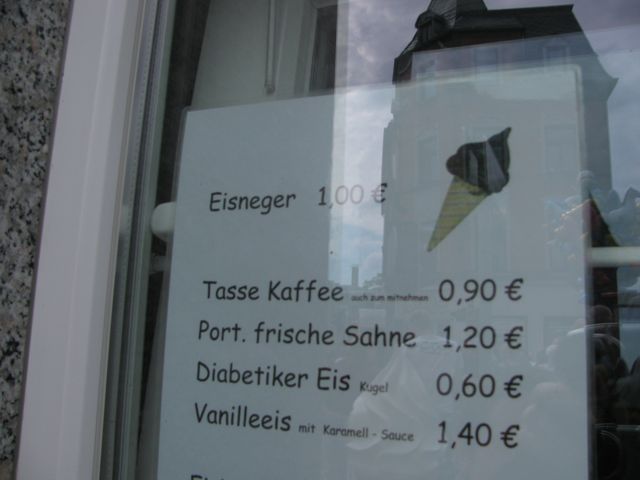 Eisneger 1,00 €
Tasse Kaffee auch zum mitnehmen 0,90 €
Port. frische Sahne 1,20 €
Diabetiker Eis Kugel 0,60 €
Vanilleeis mit Karamell - Sauce 1,40 €